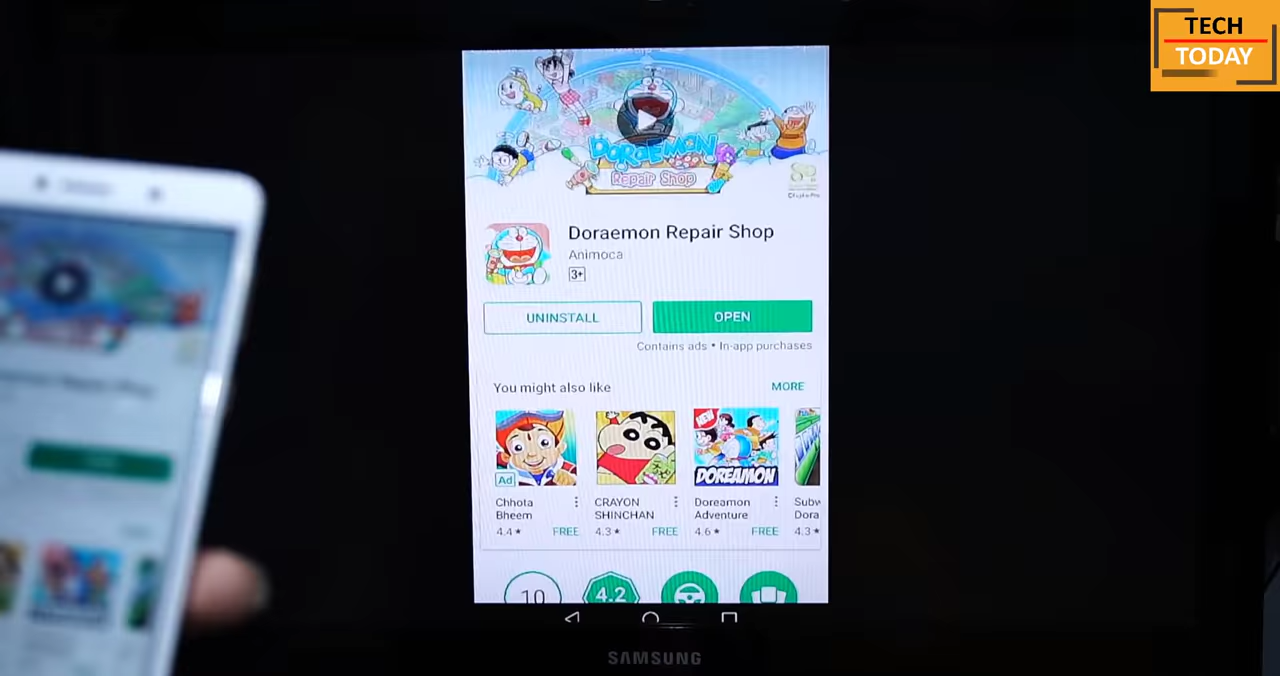 TECH
TODAY
DORAEMON
Repair Shop
Doraemon Repair Shop
Animoca
3+
UNINSTALL
OPEN
Contains ads • In-app purchases
You might also like
MORE
NEW
DOREAMON
Ad
Chhota
Bheem
CRAYON
SHINCHAN
Doreamon
Adventure
Subw
Dora
4.4★ FREE
4.3★ FREE
4.6★ FREE
4.3★
10
4.2
SAMSUNG